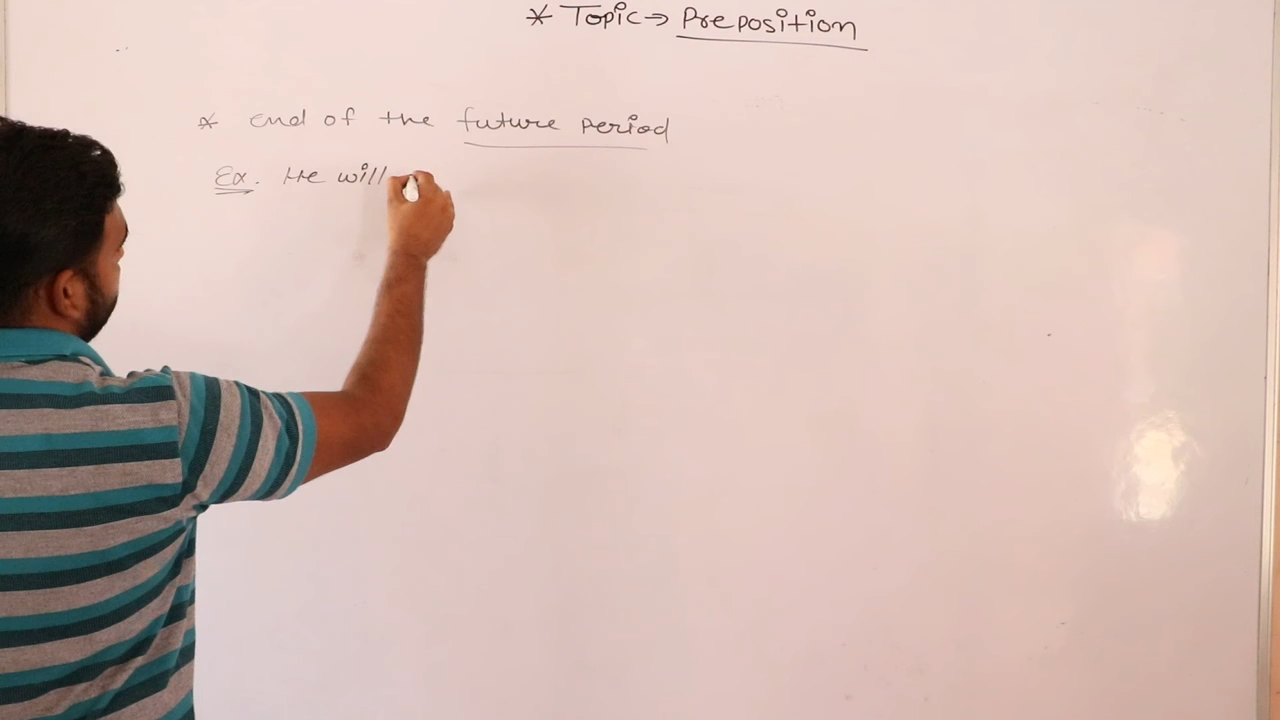 * Topic → Preposition
* end of the future period
Ex. He will